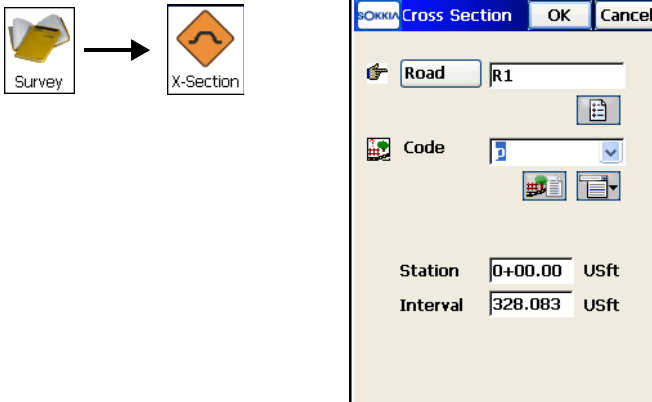 Survey
X-Section
SOKKIA Cross Section OK Cancel
Road R1
Code p
Station 0+00.00 USft
Interval 328.083 USft